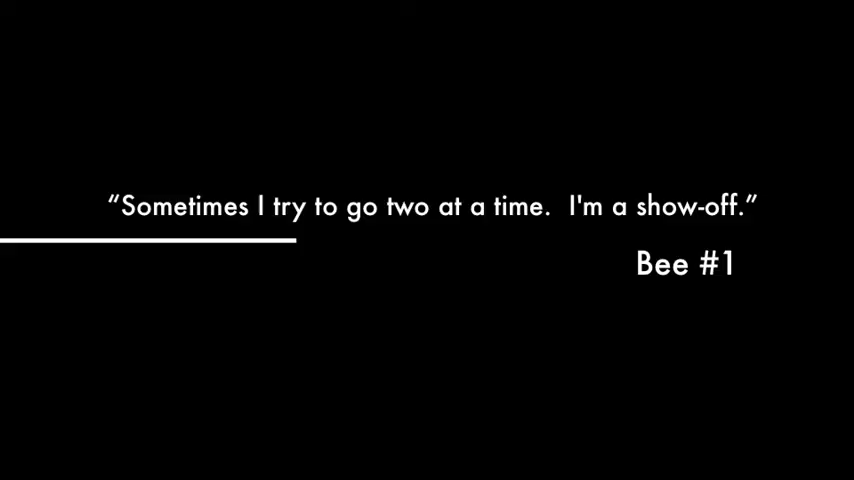 “Sometimes I try to go two at a time.  I'm a show-off.”
Bee #1